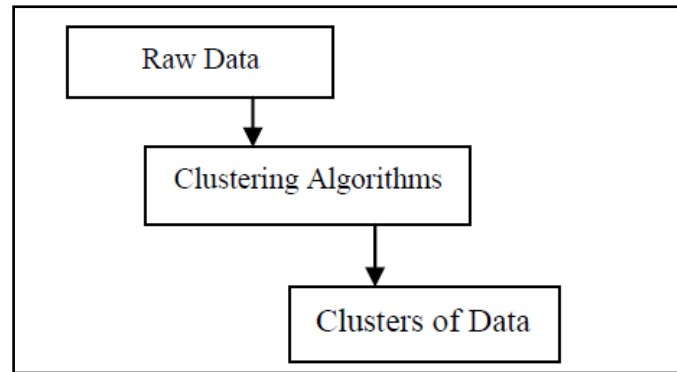 Raw Data
Clustering Algorithms
Clusters of Data